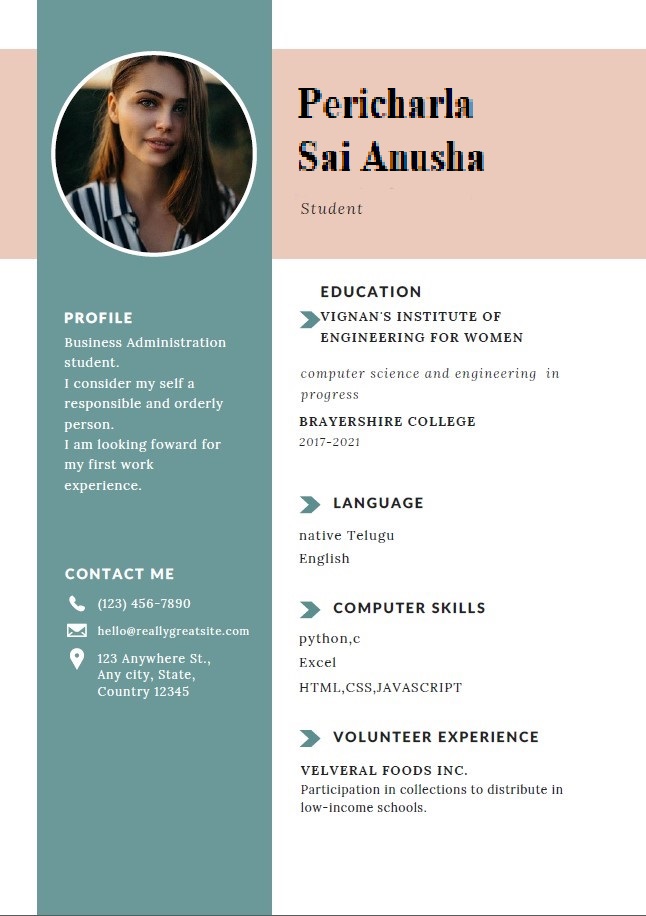 Pericharla
Sai Anusha
Student
PROFILE
Business Administration
student.
I consider my self a
responsible and orderly
person.
I am looking foward for
my first work
experience.
CONTACT ME
(123) 456-7890
hello@reallygreatsite.com
123 Anywhere St.,
Any city, State,
Country 12345
EDUCATION
VIGNAN'S INSTITUTE OF
ENGINEERING FOR WOMEN
computer science and engineering in
progress
BRAYERSHIRE COLLEGE
2017-2021
LANGUAGE
native Telugu
English
COMPUTER SKILLS
python,c
Excel
HTML,CSS,JAVASCRIPT
VOLUNTEER EXPERIENCE
VELVERAL FOODS INC.
Participation in collections to distribute in
low-income schools.